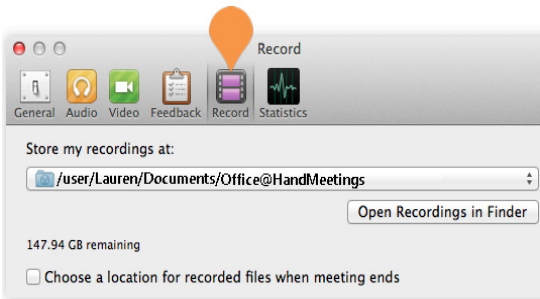 Record
General Audio Video Feedback Record Statistics
Store my recordings at:
/user/Lauren/Documents/Office@HandMeetings
Open Recordings in Finder
147.94 GB remaining
Choose a location for recorded files when meeting ends